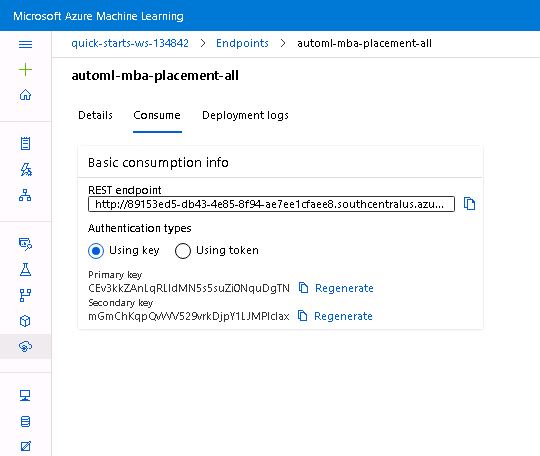 Microsoft Azure Machine Learning
quick-starts-ws-134842 > Endpoints > automl-mba-placement-all
automl-mba-placement-all
Details Consume Deployment logs
Basic consumption info
REST endpoint
http://89153ed5-db43-4e85-8f94-ae7ee1cfaee8.southcentralus.azu...
Authentication types
Using key Using token
Primary key
Regenerate
Secondary key
Regenerate